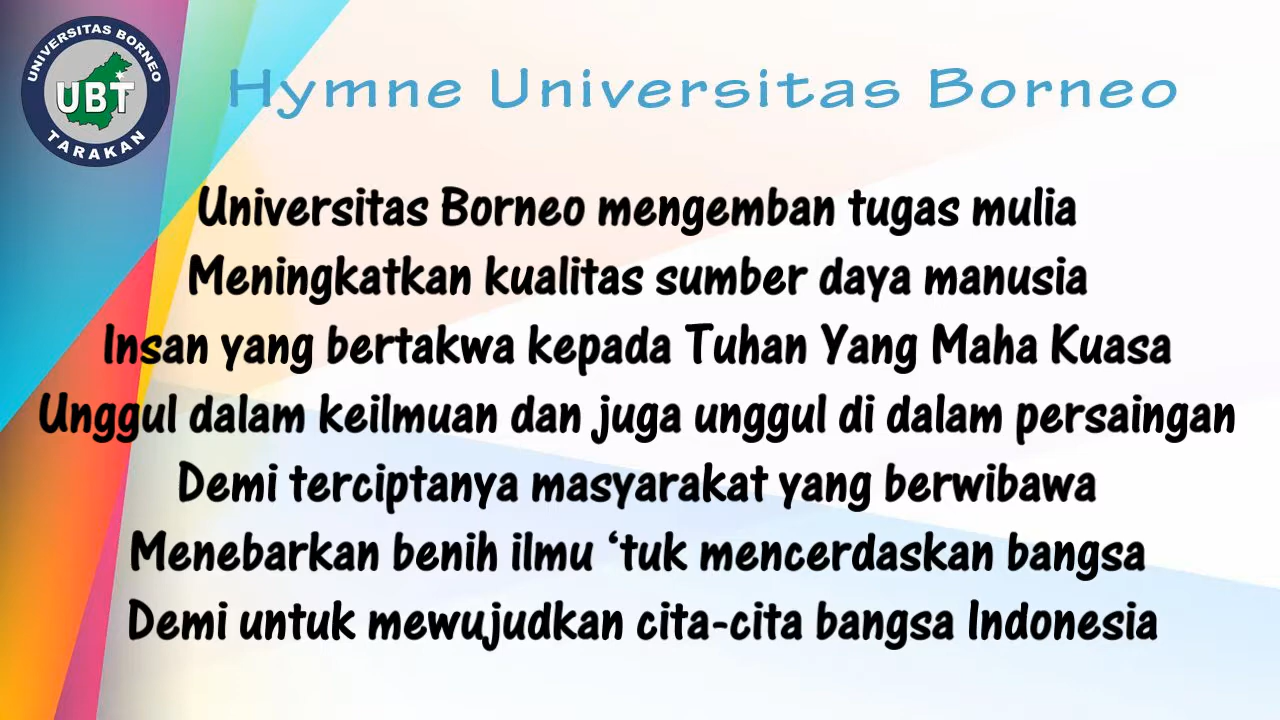 UNIVERSITAS BORNEO
UBT
TARAKAN
Hymne Universitas Borneo
Universitas Borneo mengemban tugas mulia
Meningkatkan kualitas sumber daya manusia
Insan yang bertakwa kepada Tuhan Yang Maha Kuasa
Unggul dalam keilmuan dan juga unggul di dalam persaingan
Demi terciptanya masyarakat yang berwibawa
Menebarkan benih ilmu ‘tuk mencerdaskan bangsa
Demi untuk mewujudkan cita-cita bangsa Indonesia